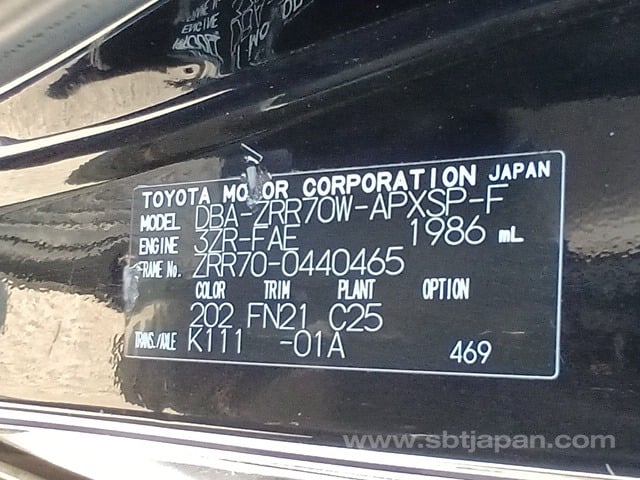 TOYOTA MOTOR CORPORATION JAPAN
MODEL DBA-ZRR70W-APXSP-F
ENGINE 3ZR-FAE 1986 mL
FRAME No. ZRR70-0440465
COLOR TRIM PLANT OPTION
202 FN21 C25
TRANS./AXLE K111 -01A 469
www.sbtjapan.com